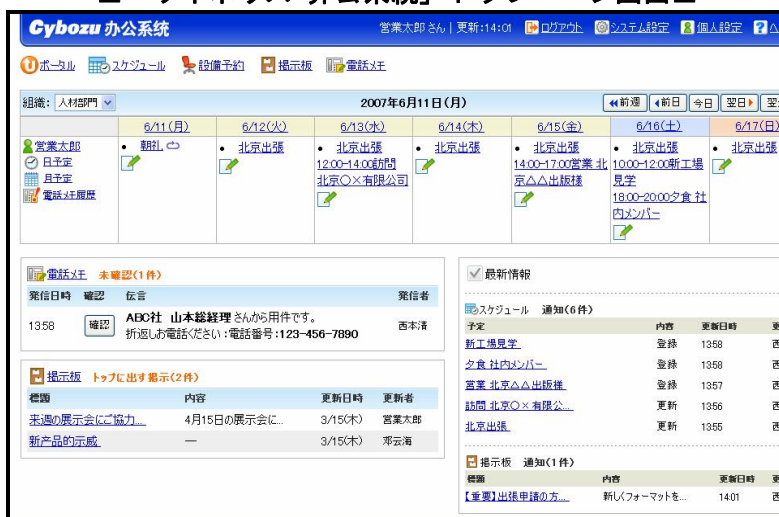 Cybozu 办公系统
営業太郎 さん | 更新:14:01 ログアウト システム設定 個人設定
ポータル スケジュール 設備予約 掲示板 電話メモ
組織: 人材部門 2007年6月11日(月) 前週 前日 今日 翌日
6/11(月) 6/12(火) 6/13(水) 6/14(木) 6/15(金) 6/16(土) 6/17(日)
営業太郎
日予定
月予定
電話メモ履歴
朝礼
北京出張
北京出張
12:00-14:00訪問
北京○×有限公司
北京出張
北京出張
14:00-17:00営業 北
京△△出版様
北京出張
10:00-12:00新工場
見学
18:00-20:00夕食 社
内メンバー
北京出張
電話メモ 未確認(1件)
発信日時 確認 伝言 発信者
13:58 確認 ABC社 山本総経理 さんから用件です。 西本清
折返しお電話ください:電話番号:123-456-7890
掲示板 トップに出す掲示(2件)
標題 内容 更新日時 更新者
来週の展示会にご協力... 4月15日の展示会に... 3/15(木) 営業太郎
新产品的示威 — 3/15(木) 邓云海
最新情報
スケジュール 通知(6件)
予定 内容 更新日時
新工場見学 登録 13:58
夕食 社内メンバー 登録 13:58
営業 北京△△出版様 登録 13:57
訪問 北京○×有限公... 更新 13:56
北京出張 更新 13:55
掲示板 通知(1件)
標題 内容 更新日時
【重要】出張申請の方... 新しくフォーマットを... 14:01